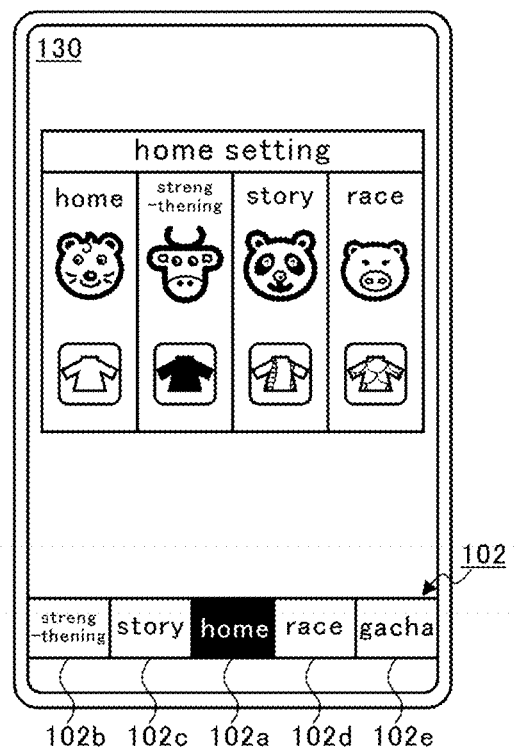 130
home setting
home
streng
-thening
story
race
102
streng
-thening
story
home
race
gacha
102b
102c
102a
102d
102e